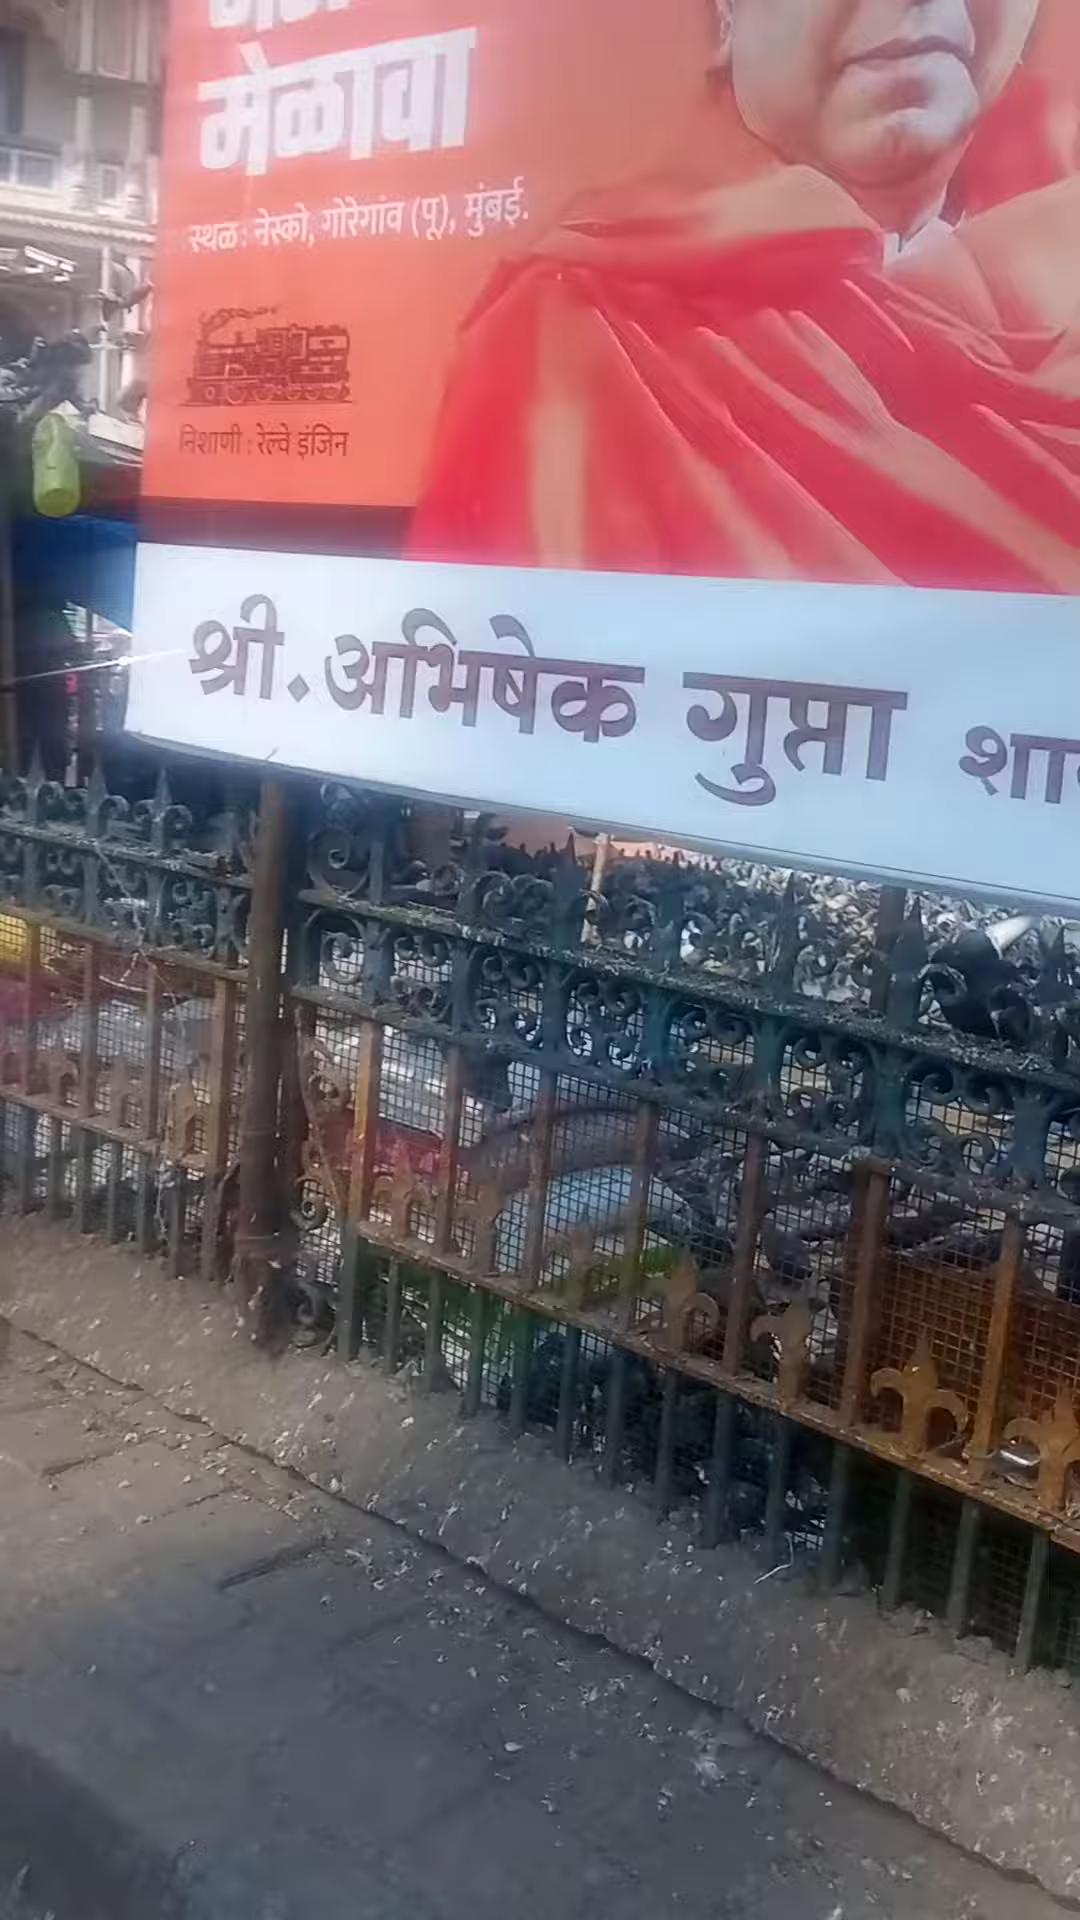 मेळावा
स्थळ : नेस्को, गोरेगांव (पू), मुंबई.
निशाणी : रेल्वे इंजिन
श्री. अभिषेक गुप्ता